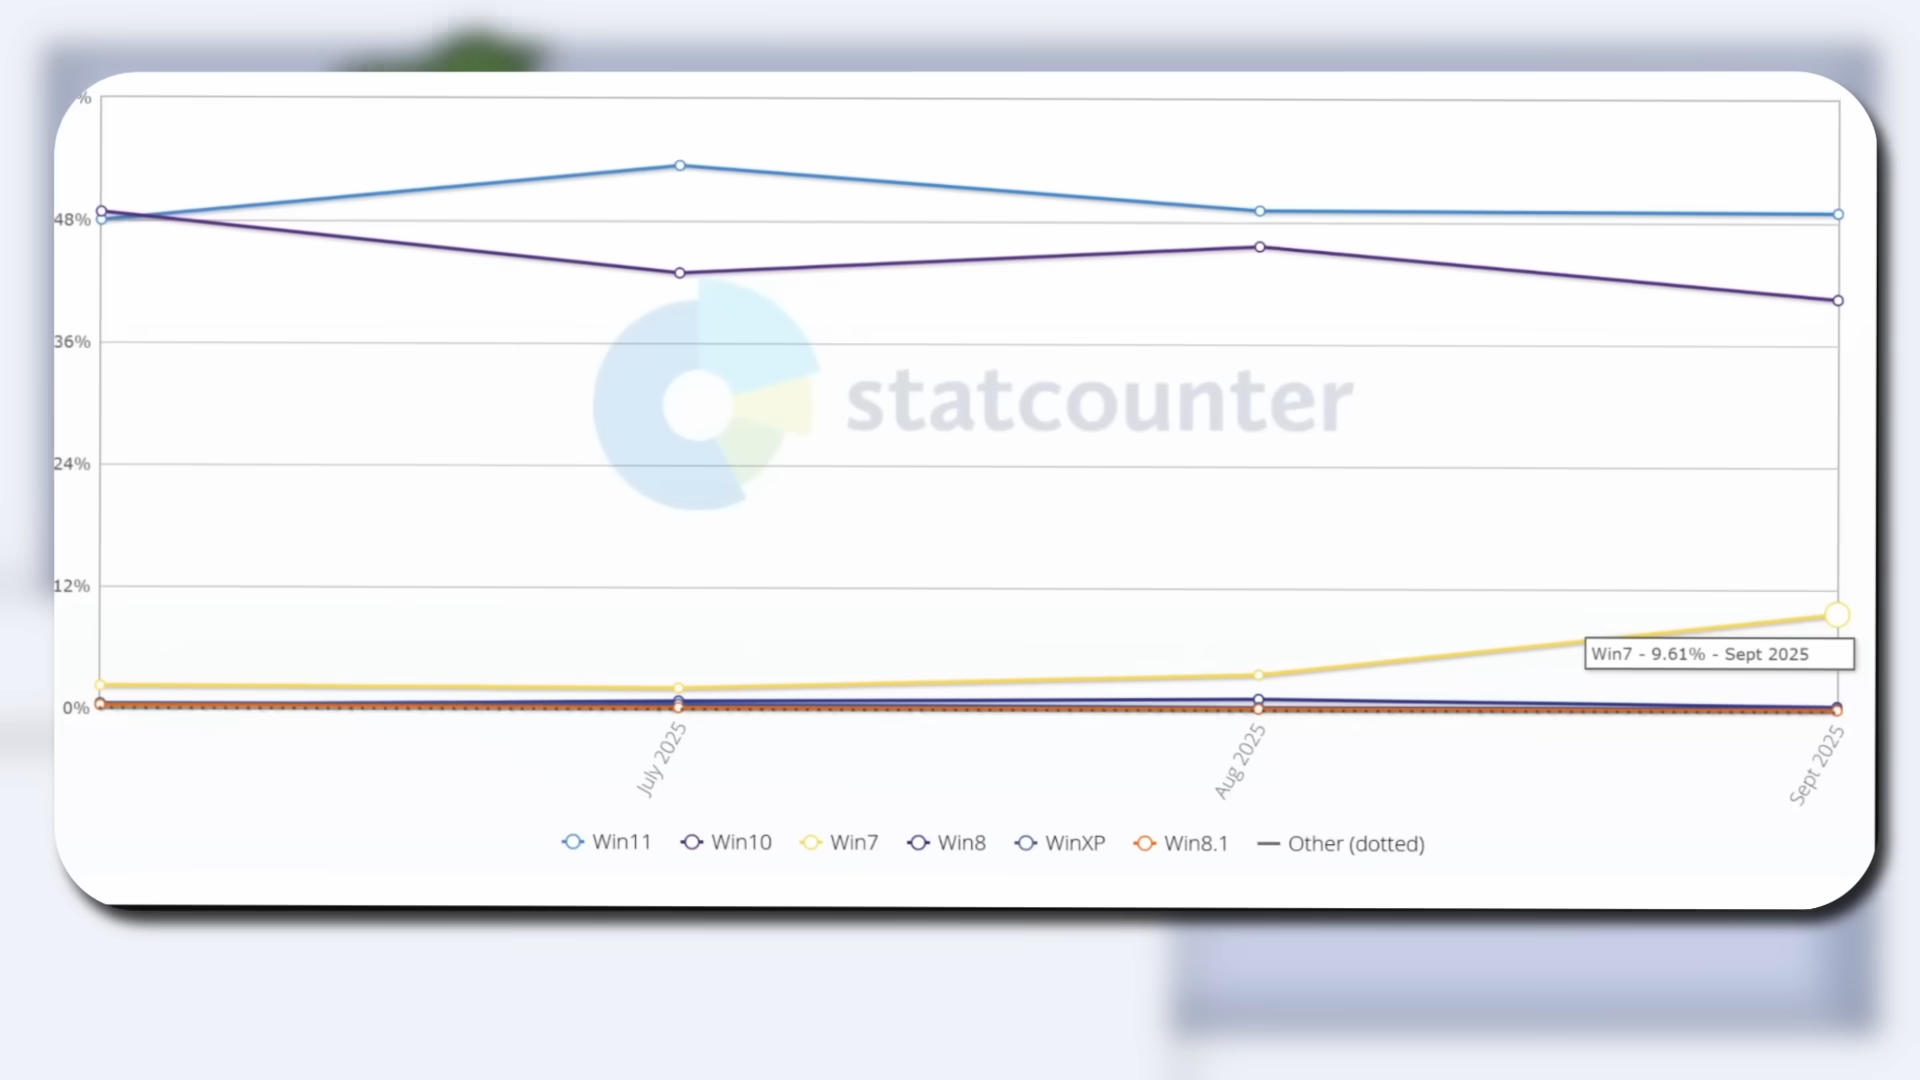 %
48%
36%
statcounter
24%
12%
Win7 - 9.61% - Sept 2025
0%
July 2025
Aug 2025
Sept 2025
Win11 Win10 Win7 Win8 WinXP Win8.1 Other (dotted)